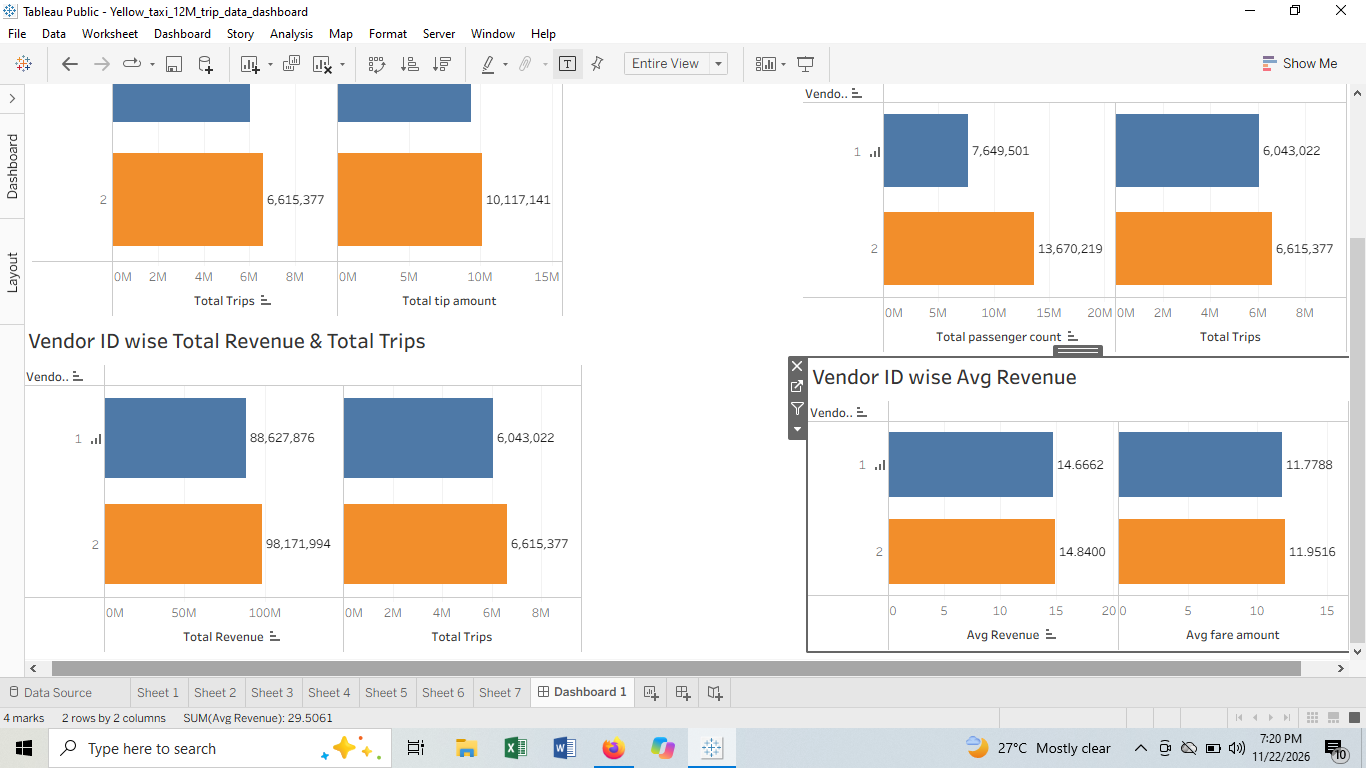 Tableau Public - Yellow_taxi_12M_trip_data_dashboard
File Data Worksheet Dashboard Story Analysis Map Format Server Window Help
Entire View
Show Me
Dashboard
Layout
2
6,615,377
10,117,141
0M 2M 4M 6M 8M
0M 5M 10M 15M
Total Trips
Total tip amount
Vendo..
1
7,649,501
6,043,022
2
13,670,219
6,615,377
0M 5M 10M 15M 20M
0M 2M 4M 6M 8M
Total passenger count
Total Trips
Vendor ID wise Total Revenue & Total Trips
Vendo..
1
88,627,876
6,043,022
2
98,171,994
6,615,377
0M 50M 100M
0M 2M 4M 6M 8M
Total Revenue
Total Trips
Vendor ID wise Avg Revenue
Vendo..
1
14.6662
11.7788
2
14.8400
11.9516
0 5 10 15 20
0 5 10 15
Avg Revenue
Avg fare amount
Data Source Sheet 1 Sheet 2 Sheet 3 Sheet 4 Sheet 5 Sheet 6 Sheet 7 Dashboard 1
4 marks 2 rows by 2 columns SUM(Avg Revenue): 29.5061
Type here to search
27°C Mostly clear
7:20 PM
11/22/2026
10